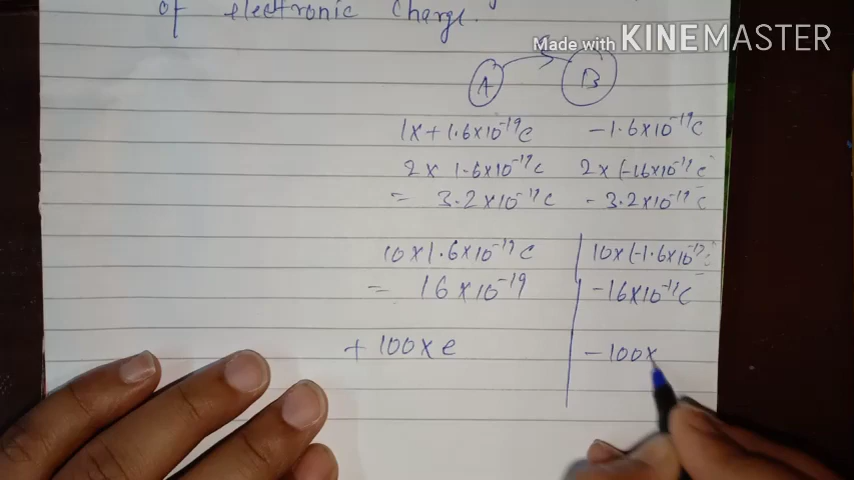 of electronic charge.
Made with KINEMASTER
A B
1x + 1.6x10⁻¹⁹C -1.6x10⁻¹⁹C
2x 1.6x10⁻¹⁹C 2x(-1.6x10⁻¹⁹C
= 3.2x10⁻¹⁹C -3.2x10⁻¹⁹C
10x1.6x10⁻¹⁹C 10x(-1.6x10⁻¹⁹C
= 16x10⁻¹⁹ -16x10⁻¹⁹C
+ 100xe -100x